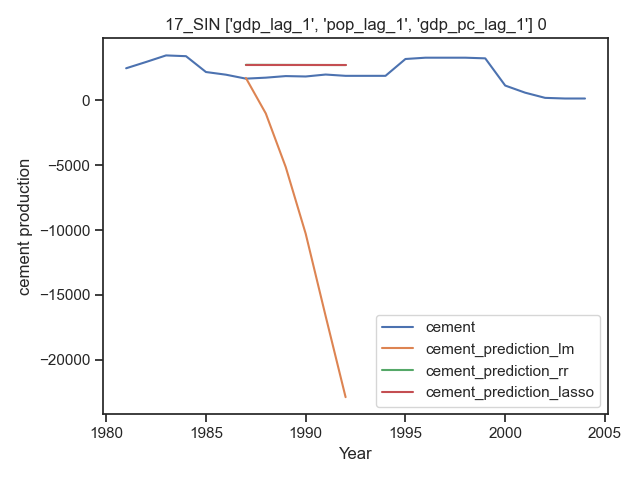 17_SIN ['gdp_lag_1', 'pop_lag_1', 'gdp_pc_lag_1'] 0
cement production
0
−5000
−10000
−15000
−20000
1980
1985
1990
1995
2000
2005
Year
cement
cement_prediction_lm
cement_prediction_rr
cement_prediction_lasso